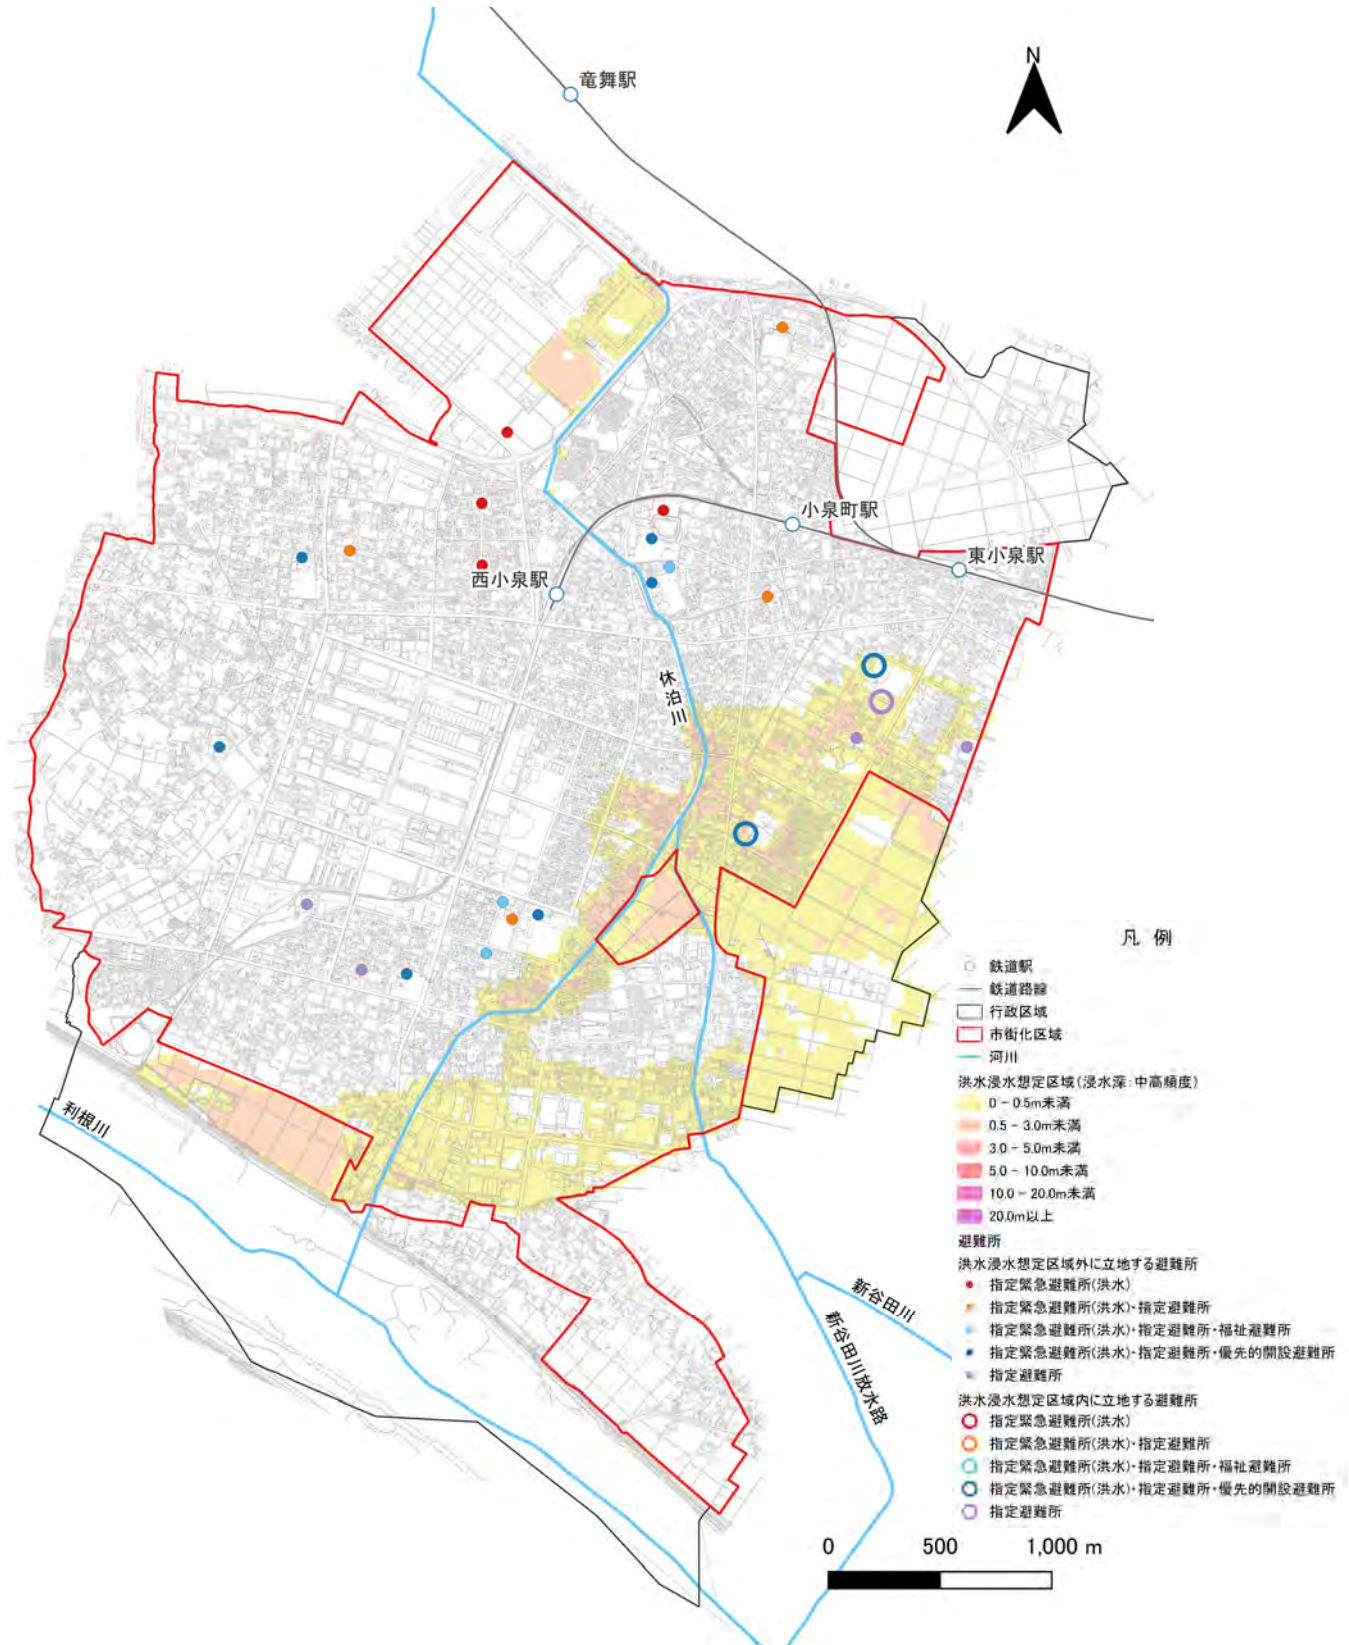 N
竜舞駅
小泉町駅
東小泉駅
西小泉駅
休泊川
利根川
新谷田川
新谷田川放水路
凡 例
鉄道駅
鉄道路線
行政区域
市街化区域
河川
洪水浸水想定区域(浸水深:中高頻度)
0 - 0.5m未満
0.5 - 3.0m未満
3.0 - 5.0m未満
5.0 - 10.0m未満
10.0 - 20.0m未満
20.0m以上
避難所
洪水浸水想定区域外に立地する避難所
指定緊急避難所(洪水)
指定緊急避難所(洪水)・指定避難所
指定緊急避難所(洪水)・指定避難所・福祉避難所
指定緊急避難所(洪水)・指定避難所・優先的開設避難所
指定避難所
洪水浸水想定区域内に立地する避難所
指定緊急避難所(洪水)
指定緊急避難所(洪水)・指定避難所
指定緊急避難所(洪水)・指定避難所・福祉避難所
指定緊急避難所(洪水)・指定避難所・優先的開設避難所
指定避難所
0 500 1,000 m